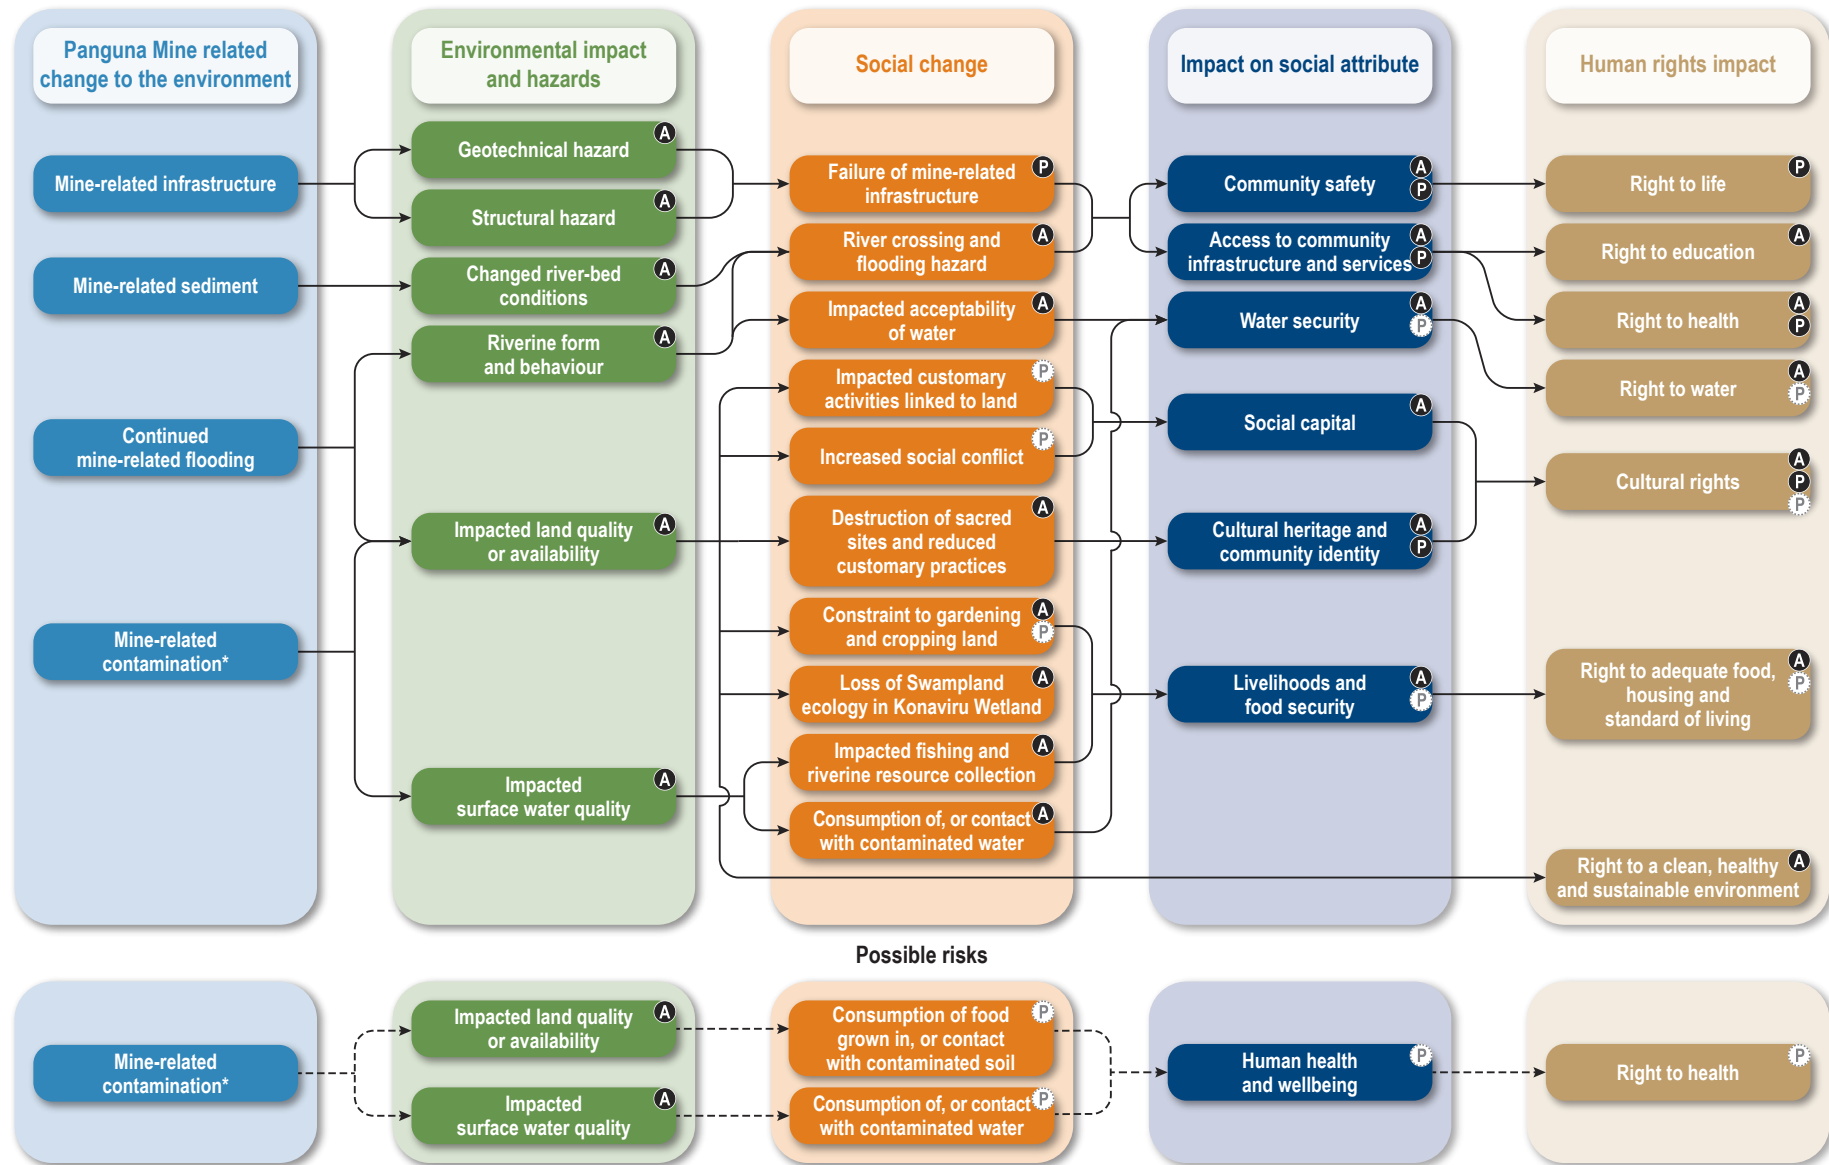 Panguna Mine related
change to the environment
Mine-related infrastructure
Mine-related sediment
Continued
mine-related flooding
Mine-related
contamination*
Environmental impact
and hazards
Geotechnical hazard
A
Structural hazard
A
Changed river-bed
conditions
A
Riverine form
and behaviour
A
Impacted land quality
or availability
A
Impacted
surface water quality
A
Social change
Failure of mine-related
infrastructure
P
River crossing and
flooding hazard
A
Impacted acceptability
of water
A
Impacted customary
activities linked to land
P
Increased social conflict
P
Destruction of sacred
sites and reduced
customary practices
A
Constraint to gardening
and cropping land
A
P
Loss of Swampland
ecology in Konaviru Wetland
A
Impacted fishing and
riverine resource collection
A
Consumption of, or contact
with contaminated water
A
Impact on social attribute
Community safety
A
P
Access to community
infrastructure and services
A
P
Water security
A
P
Social capital
A
Cultural heritage and
community identity
A
P
Livelihoods and
food security
A
P
Human rights impact
Right to life
P
Right to education
A
Right to health
A
P
Right to water
A
P
Cultural rights
A
P
P
Right to adequate food,
housing and
standard of living
A
P
Right to a clean, healthy
and sustainable environment
A
Possible risks
Mine-related
contamination*
Impacted land quality
or availability
A
Impacted
surface water quality
A
Consumption of food
grown in, or contact
with contaminated soil
P
Consumption of, or contact
with contaminated water
P
Human health
and wellbeing
P
Right to health
P